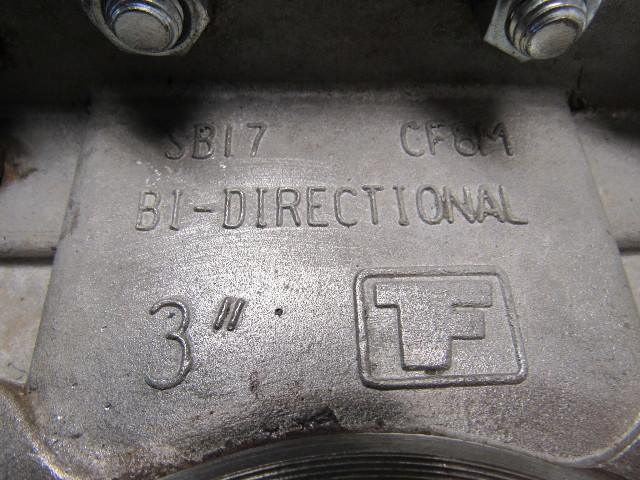 SB17 CF8M
BI-DIRECTIONAL
3"
TF